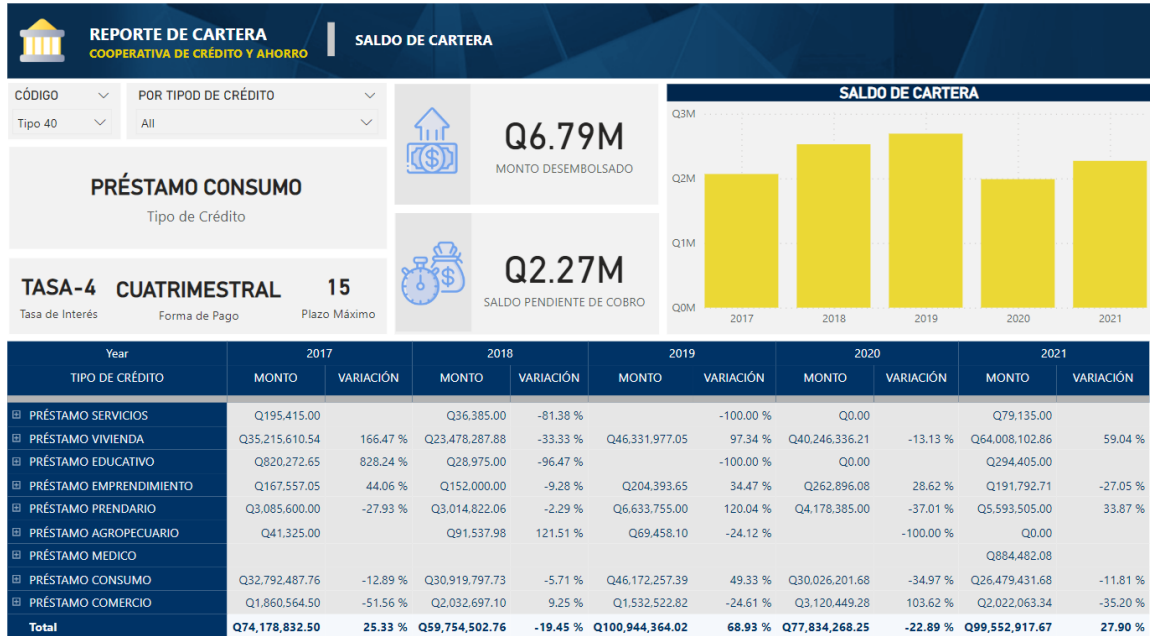 REPORTE DE CARTERA
COOPERATIVA DE CRÉDITO Y AHORRO
SALDO DE CARTERA
CÓDIGO
Tipo 40
POR TIPOD DE CRÉDITO
All
PRÉSTAMO CONSUMO
Tipo de Crédito
TASA-4 CUATRIMESTRAL 15
Tasa de Interés Forma de Pago Plazo Máximo
Q6.79M
MONTO DESEMBOLSADO
Q2.27M
SALDO PENDIENTE DE COBRO
SALDO DE CARTERA
Q3M
Q2M
Q1M
Q0M
2017 2018 2019 2020 2021
Year 2017 2018 2019 2020 2021
TIPO DE CRÉDITO MONTO VARIACIÓN MONTO VARIACIÓN MONTO VARIACIÓN MONTO VARIACIÓN MONTO VARIACIÓN
PRÉSTAMO SERVICIOS Q195,415.00 Q36,385.00 -81.38 % -100.00 % Q0.00 Q79,135.00
PRÉSTAMO VIVIENDA Q35,215,610.54 166.47 % Q23,478,287.88 -33.33 % Q46,331,977.05 97.34 % Q40,246,336.21 -13.13 % Q64,008,102.86 59.04 %
PRÉSTAMO EDUCATIVO Q820,272.65 828.24 % Q28,975.00 -96.47 % -100.00 % Q0.00 Q294,405.00
PRÉSTAMO EMPRENDIMIENTO Q167,557.05 44.06 % Q152,000.00 -9.28 % Q204,393.65 34.47 % Q262,896.08 28.62 % Q191,792.71 -27.05 %
PRÉSTAMO PRENDARIO Q3,085,600.00 -27.93 % Q3,014,822.06 -2.29 % Q6,633,755.00 120.04 % Q4,178,385.00 -37.01 % Q5,593,505.00 33.87 %
PRÉSTAMO AGROPECUARIO Q41,325.00 Q91,537.98 121.51 % Q69,458.10 -24.12 % -100.00 % Q0.00
PRÉSTAMO MEDICO Q884,482.08
PRÉSTAMO CONSUMO Q32,792,487.76 -12.89 % Q30,919,797.73 -5.71 % Q46,172,257.39 49.33 % Q30,026,201.68 -34.97 % Q26,479,431.68 -11.81 %
PRÉSTAMO COMERCIO Q1,860,564.50 -51.56 % Q2,032,697.10 9.25 % Q1,532,522.82 -24.61 % Q3,120,449.28 103.62 % Q2,022,063.34 -35.20 %
Total Q74,178,832.50 25.33 % Q59,754,502.76 -19.45 % Q100,944,364.02 68.93 % Q77,834,268.25 -22.89 % Q99,552,917.67 27.90 %